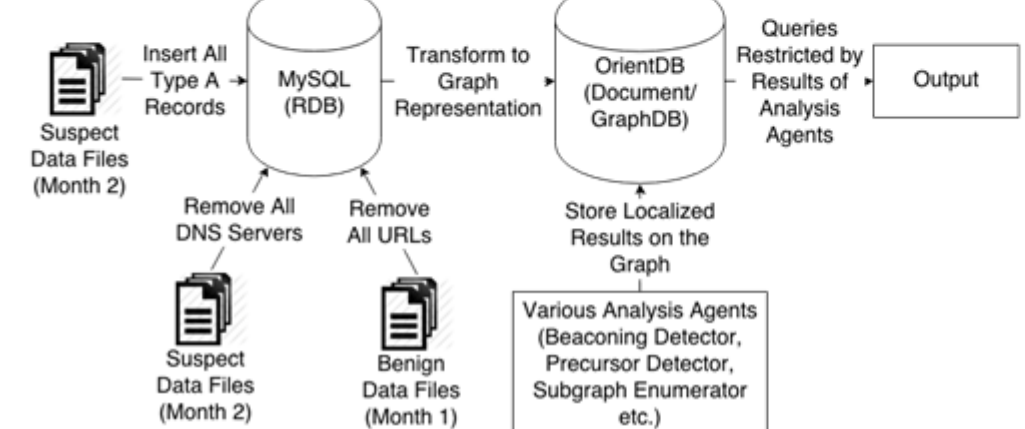 Insert All
Type A
Records
Suspect
Data Files
(Month 2)
MySQL
(RDB)
Transform to
Graph
Representation
OrientDB
(Document/
GraphDB)
Queries
Restricted by
Results of
Analysis
Agents
Output
Remove All
DNS Servers
Remove
All URLs
Store Localized
Results on the
Graph
Suspect
Data Files
(Month 2)
Benign
Data Files
(Month 1)
Various Analysis Agents
(Beaconing Detector,
Precursor Detector,
Subgraph Enumerator
etc.)